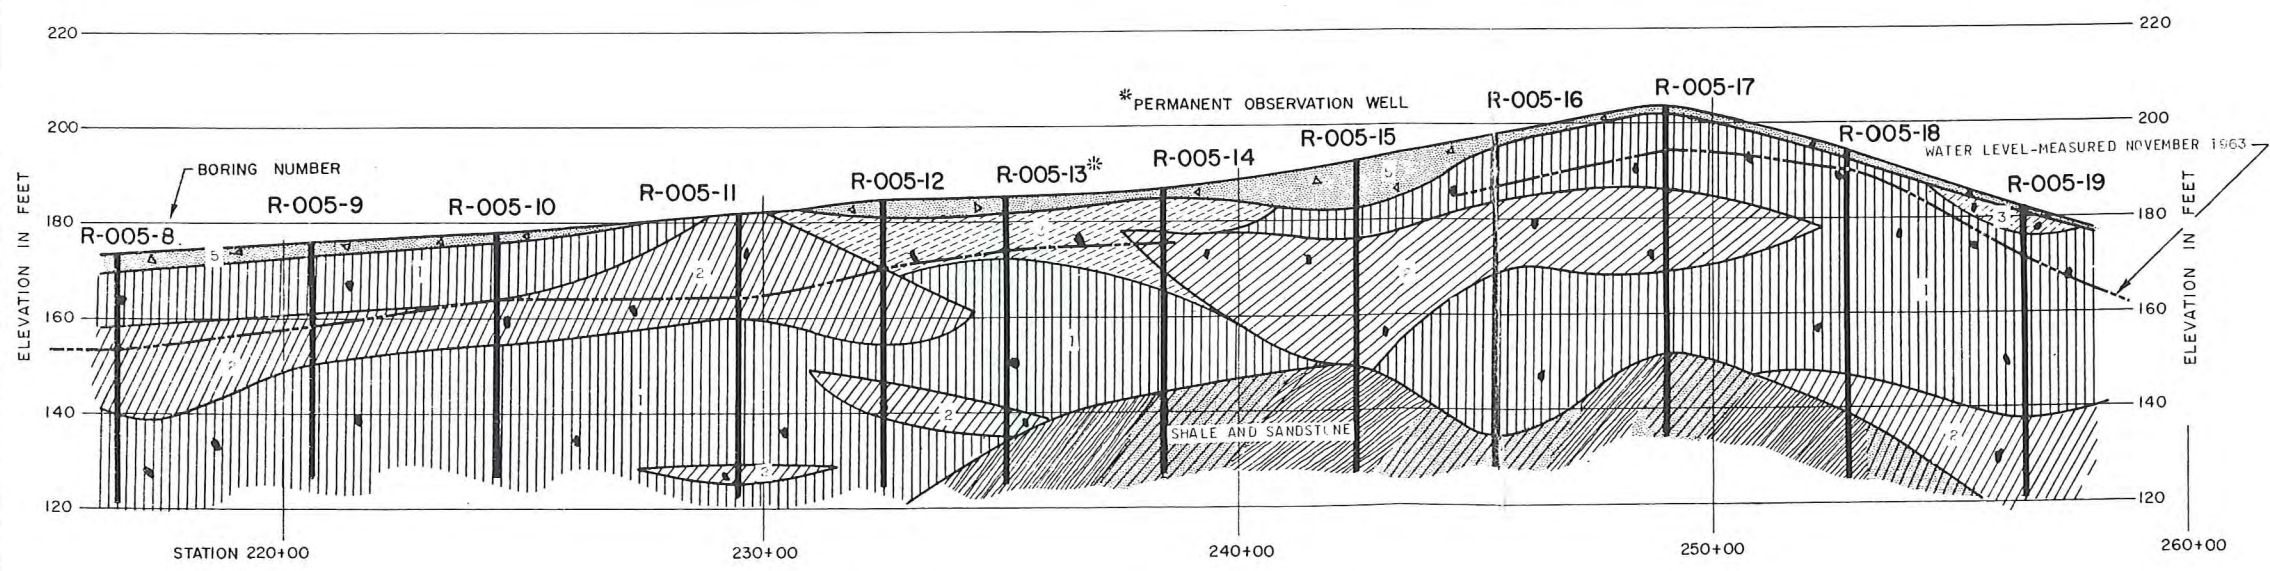 220
220
R-005-17
*PERMANENT OBSERVATION WELL
R-005-16
200
200
R-005-15
R-005-18
WATER LEVEL-MEASURED NOVEMBER 1963
R-005-14
BORING NUMBER
R-005-13*
R-005-12
R-005-11
R-005-19
R-005-9
R-005-10
ELEVATION IN FEET
ELEVATION IN FEET
180
180
R-005-8
5
5
3
1
2
2
1
160
160
1
2
1
140
140
2
SHALE AND SANDSTONE
2
2
120
120
STATION 220+00
230+00
240+00
250+00
260+00